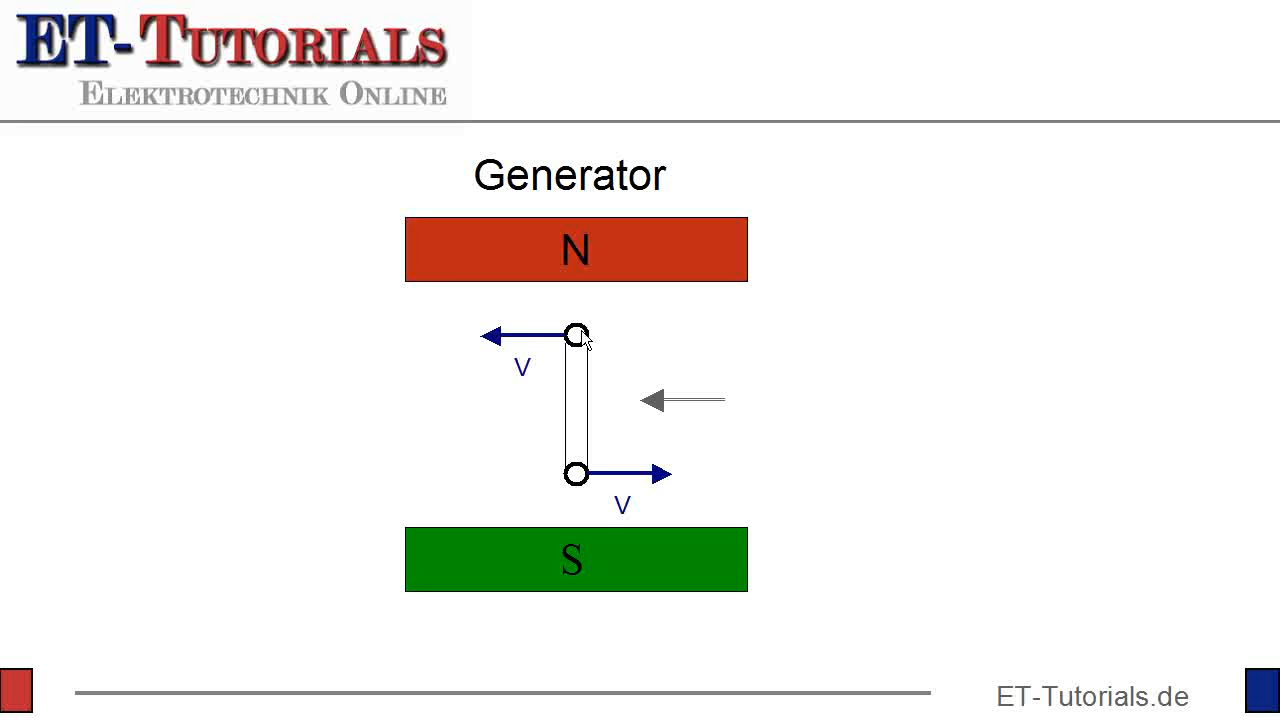 ET-TUTORIALS
ELEKTROTECHNIK ONLINE
Generator
N
V
V
S
ET-Tutorials.de